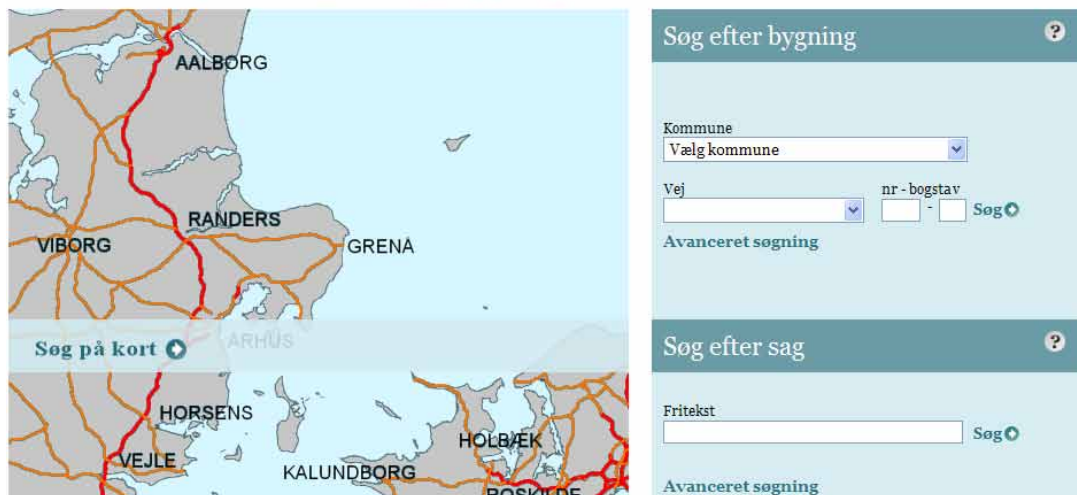 AALBORG
RANDERS
VIBORG
GRENÅ
Søg på kort
ÅRHUS
HORSENS
VEJLE
HOLBÆK
KALUNDBORG
ROSKILDE
Søg efter bygning
?
Kommune
Vælg kommune
Vej
nr - bogstav
- Søg
Avanceret søgning
Søg efter sag
?
Fritekst
Søg
Avanceret søgning